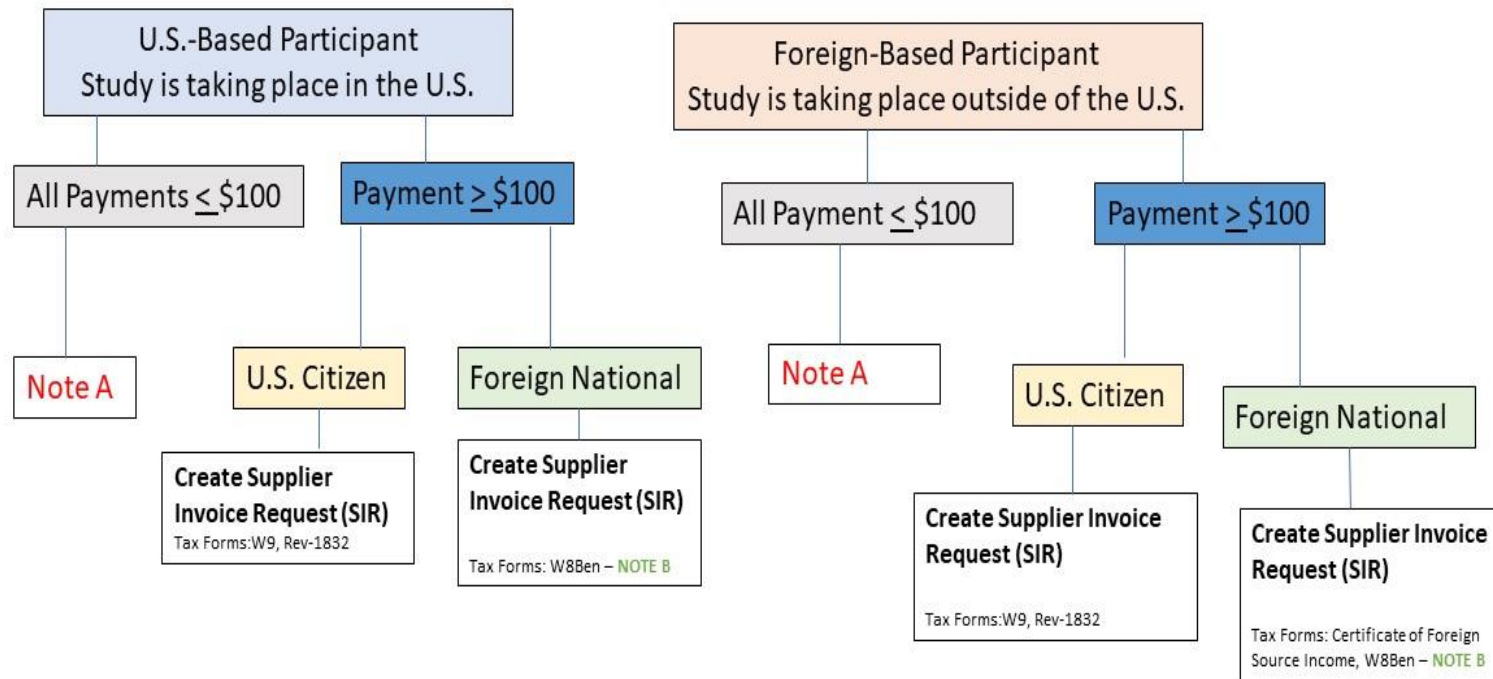 U.S.-Based Participant
Study is taking place in the U.S.
All Payments < $100
Payment > $100
Note A
U.S. Citizen
Foreign National
Create Supplier
Invoice Request (SIR)
Tax Forms:W9, Rev-1832
Create Supplier
Invoice Request (SIR)
Tax Forms: W8Ben – NOTE B
Foreign-Based Participant
Study is taking place outside of the U.S.
All Payment < $100
Payment > $100
Note A
U.S. Citizen
Foreign National
Create Supplier Invoice
Request (SIR)
Tax Forms:W9, Rev-1832
Create Supplier Invoice
Request (SIR)
Tax Forms: Certificate of Foreign
Source Income, W8Ben – NOTE B